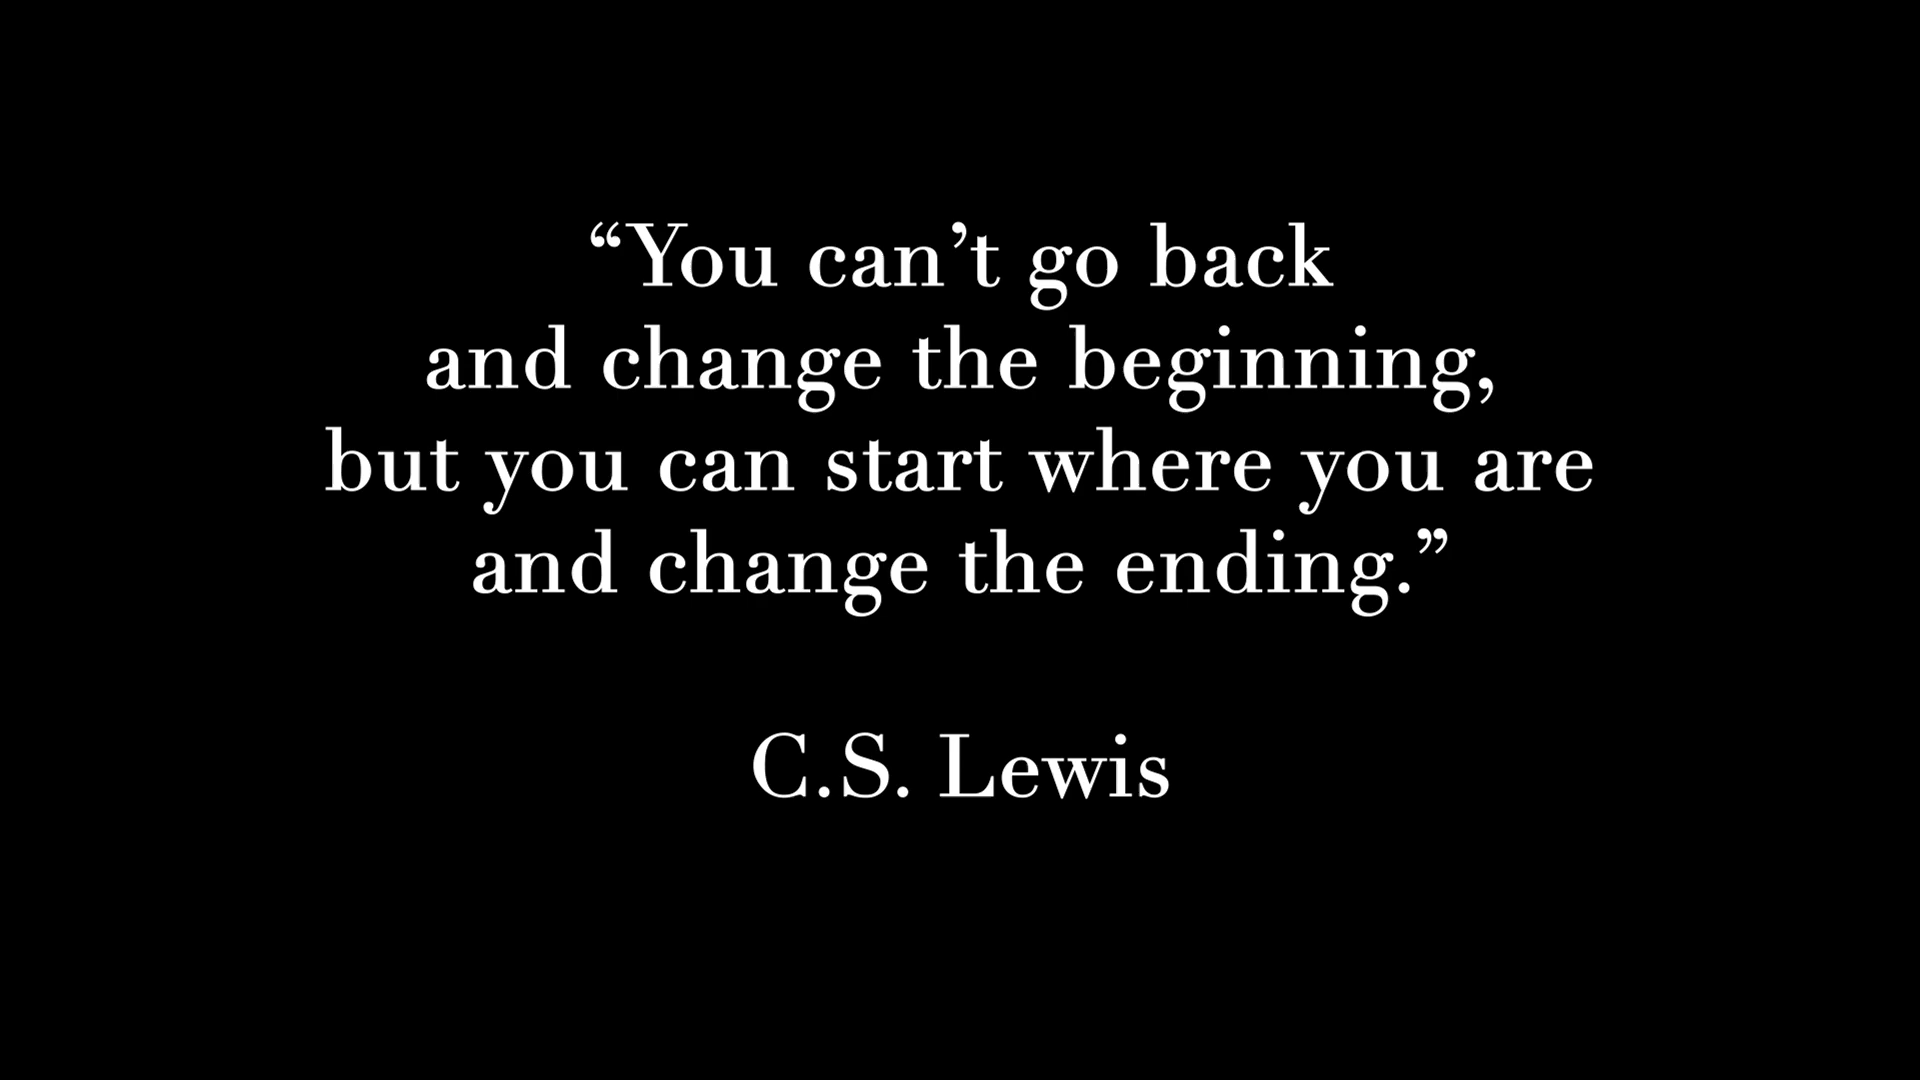 “You can’t go back
and change the beginning,
but you can start where you are
and change the ending.”
C.S. Lewis